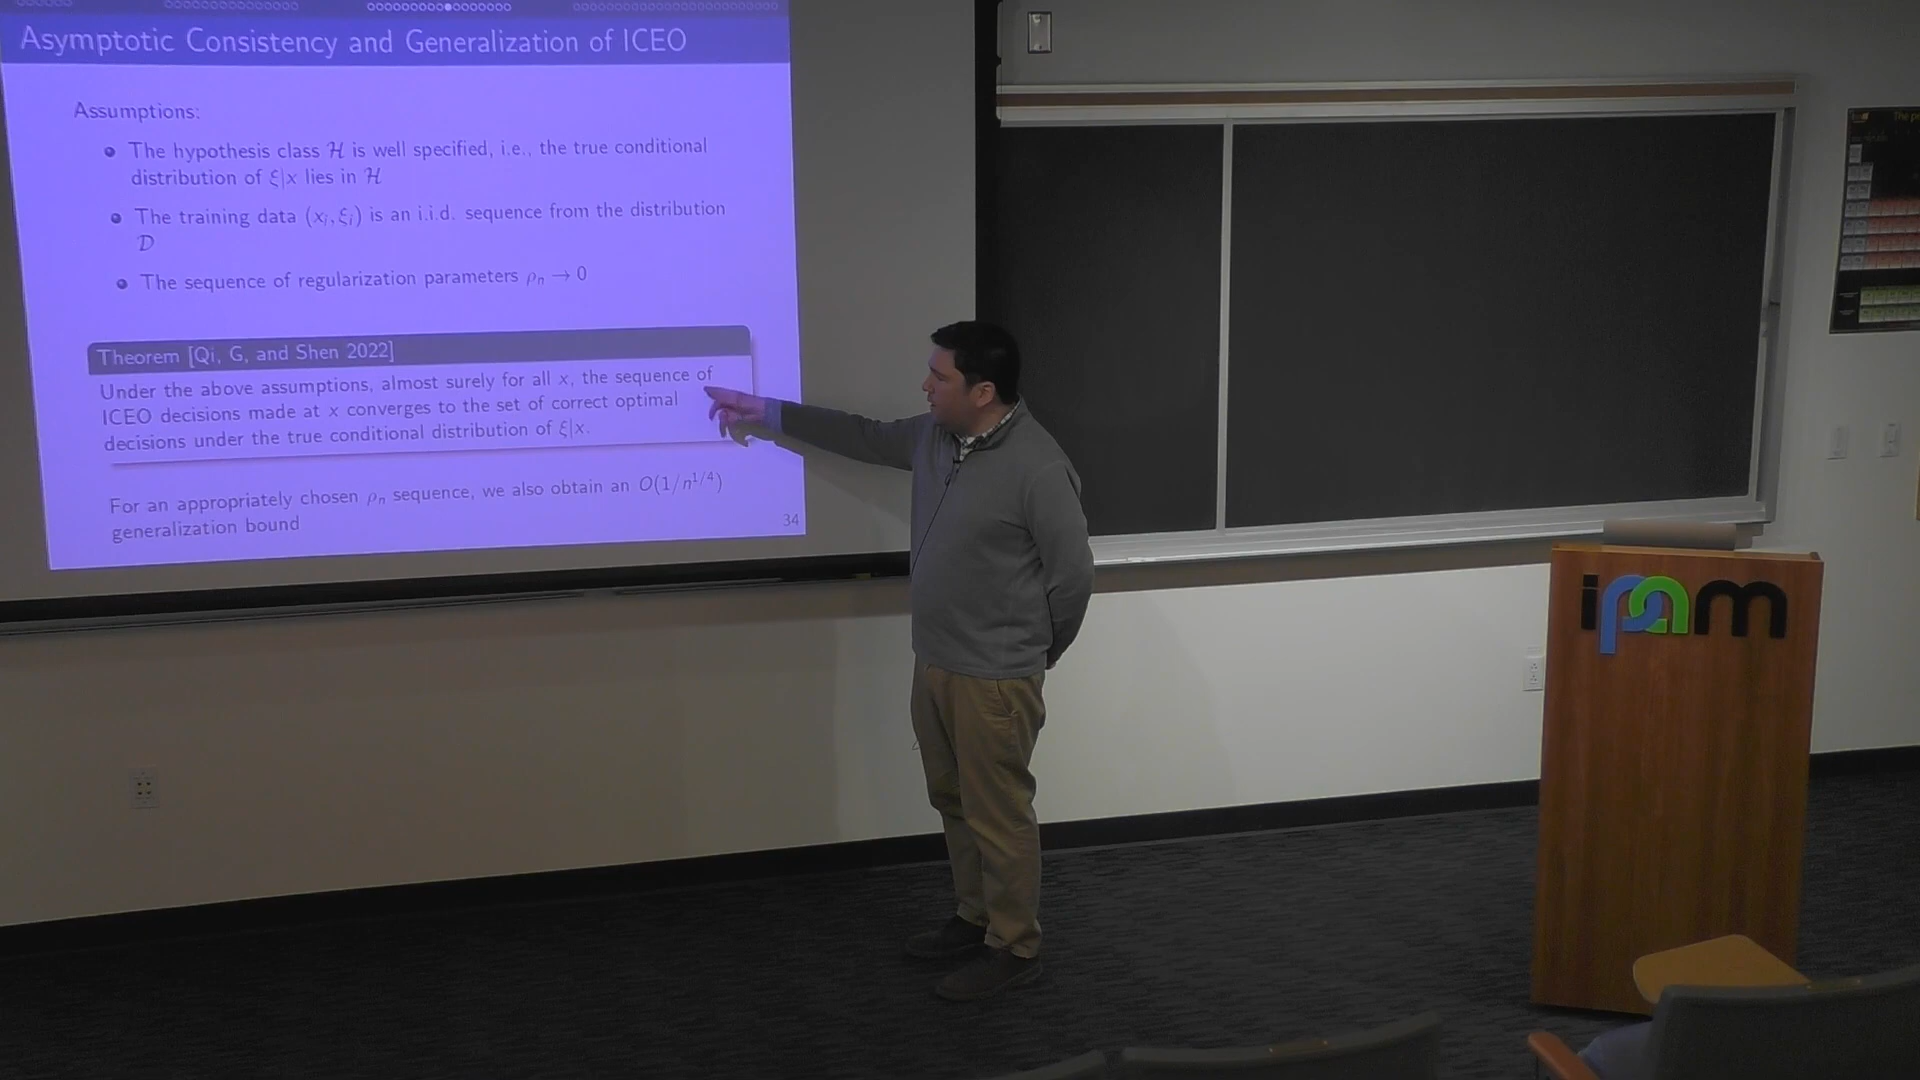 Asymptotic Consistency and Generalization of ICEO
Assumptions:
The hypothesis class ℋ is well specified, i.e., the true conditional
distribution of ξ|x lies in ℋ
The training data (xᵢ, ξᵢ) is an i.i.d. sequence from the distribution
𝒟
The sequence of regularization parameters ρₙ → 0
Theorem [Qi, G, and Shen 2022]
Under the above assumptions, almost surely for all x, the sequence of
ICEO decisions made at x converges to the set of correct optimal
decisions under the true conditional distribution of ξ|x.
For an appropriately chosen ρₙ sequence, we also obtain an O(1/n^{1/4})
generalization bound
34
ipam
The